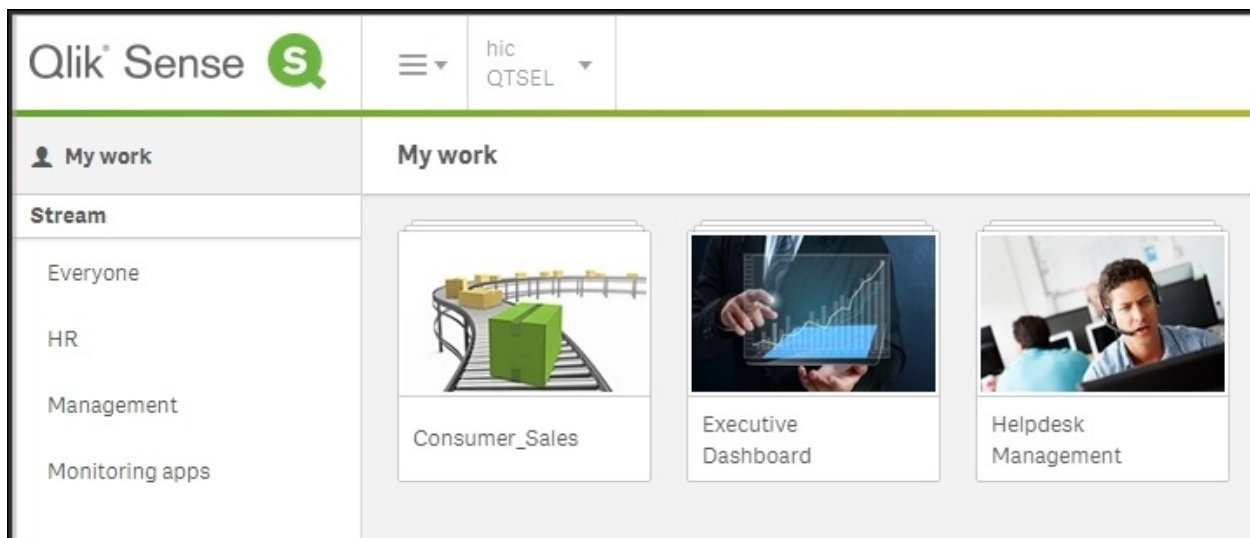 Qlik® Sense
S
hic
QTSEL
My work
Stream
Everyone
HR
Management
Monitoring apps
My work
Consumer_Sales
Executive
Dashboard
Helpdesk
Management